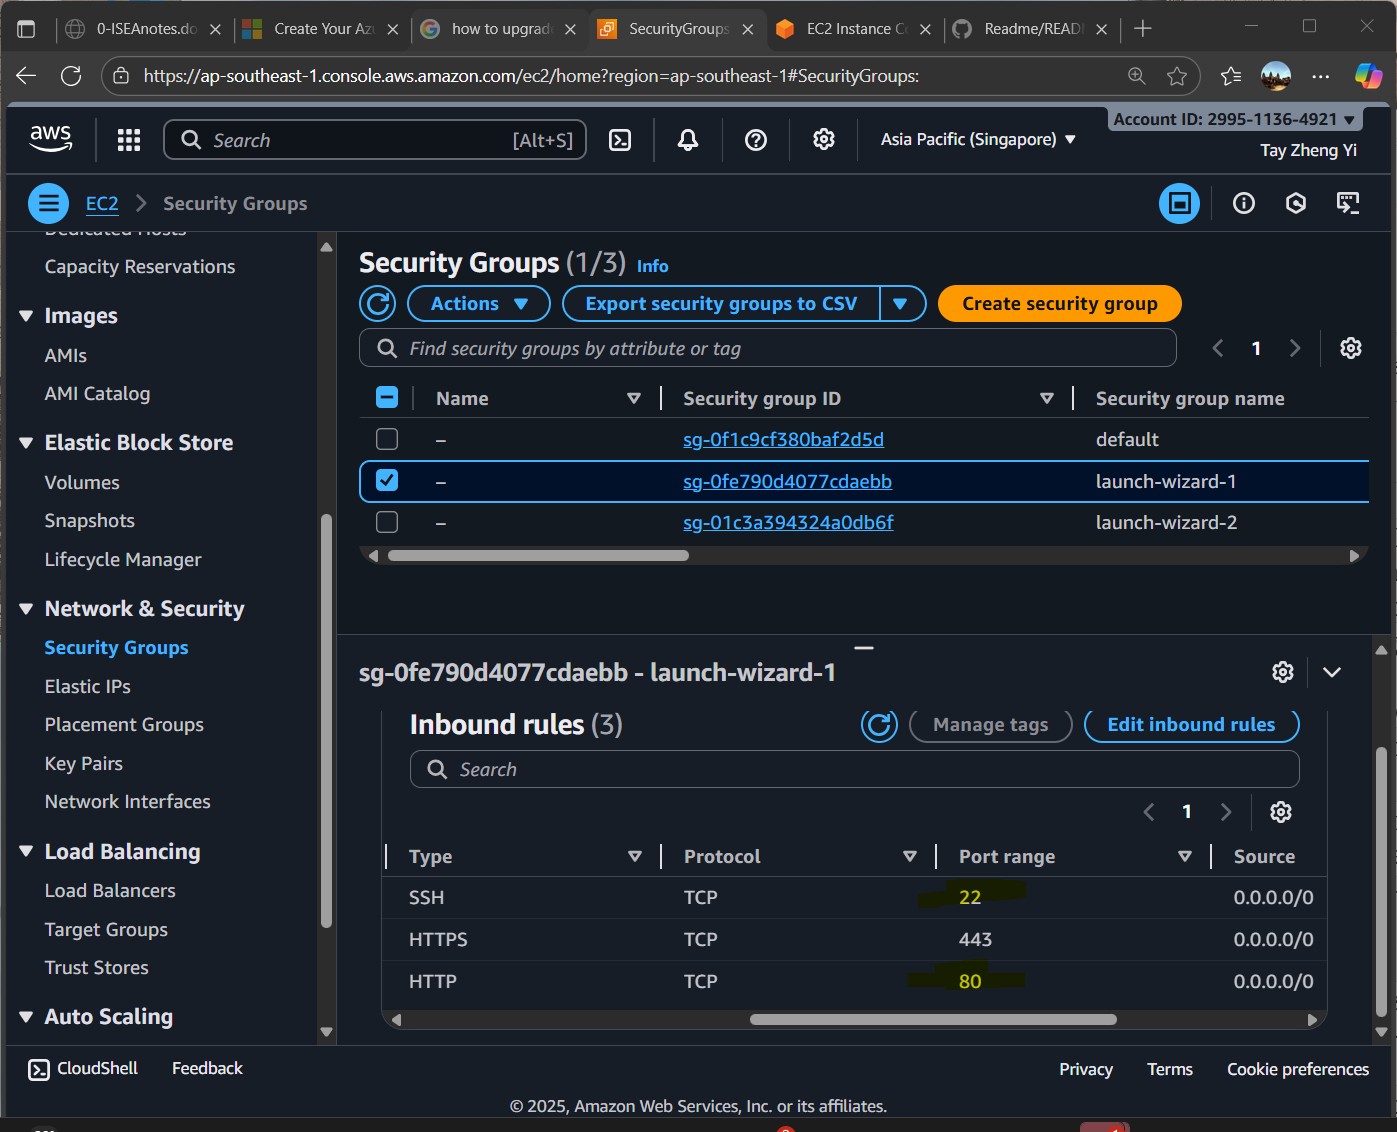 0-ISEAnotes.do
Create Your Az
how to upgrad
SecurityGroups
EC2 Instance C
Readme/READ
https://ap-southeast-1.console.aws.amazon.com/ec2/home?region=ap-southeast-1#SecurityGroups:
aws
Search
[Alt+S]
Asia Pacific (Singapore)
Account ID: 2995-1136-4921
Tay Zheng Yi
EC2
Security Groups
Dedicated Hosts
Capacity Reservations
Images
AMIs
AMI Catalog
Elastic Block Store
Volumes
Snapshots
Lifecycle Manager
Network & Security
Security Groups
Elastic IPs
Placement Groups
Key Pairs
Network Interfaces
Load Balancing
Load Balancers
Target Groups
Trust Stores
Auto Scaling
Security Groups (1/3) Info
Actions
Export security groups to CSV
Create security group
Find security groups by attribute or tag
1
Name Security group ID Security group name
– sg-0f1c9cf380baf2d5d default
– sg-0fe790d4077cdaebb launch-wizard-1
– sg-01c3a394324a0db6f launch-wizard-2
sg-0fe790d4077cdaebb - launch-wizard-1
Inbound rules (3)
Manage tags
Edit inbound rules
Search
1
Type Protocol Port range Source
SSH TCP 22 0.0.0.0/0
HTTPS TCP 443 0.0.0.0/0
HTTP TCP 80 0.0.0.0/0
CloudShell
Feedback
Privacy
Terms
Cookie preferences
© 2025, Amazon Web Services, Inc. or its affiliates.